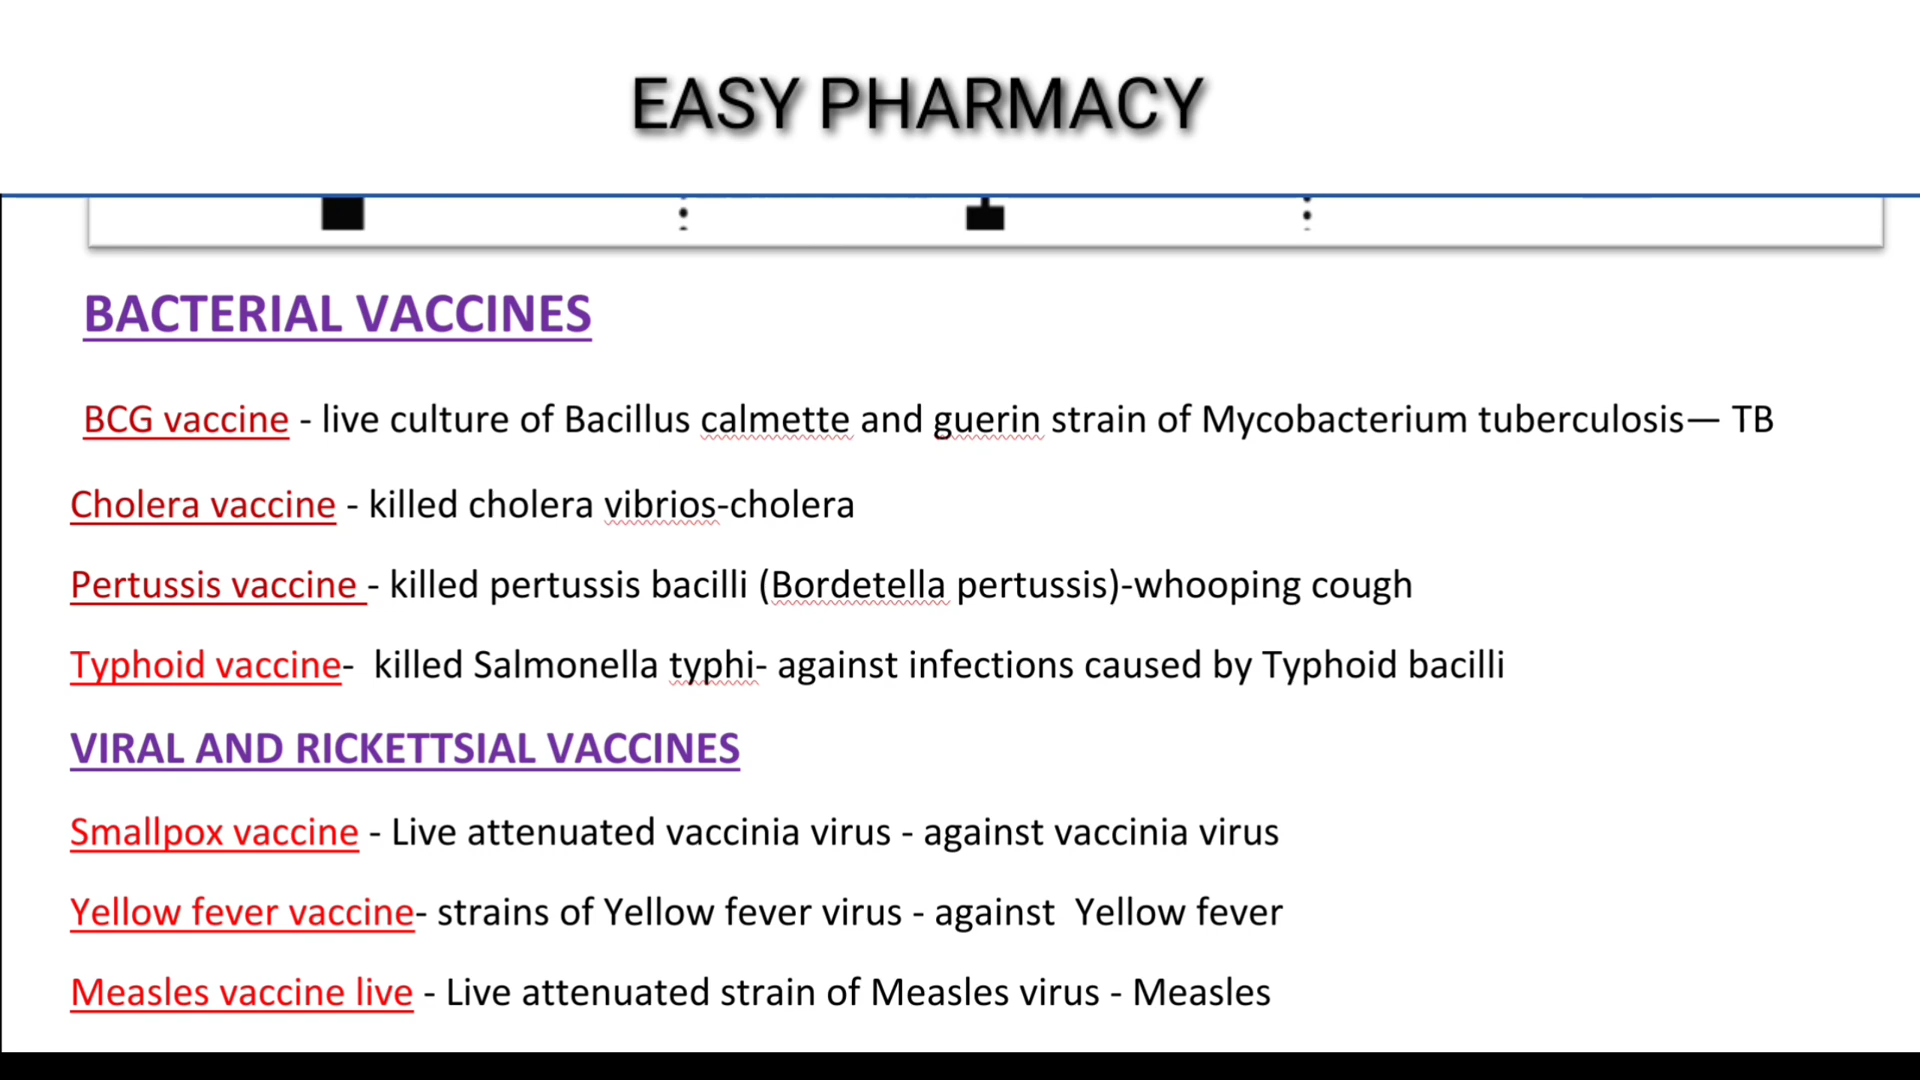 EASY PHARMACY
BACTERIAL VACCINES
BCG vaccine - live culture of Bacillus calmette and guerin strain of Mycobacterium tuberculosis— TB
Cholera vaccine - killed cholera vibrios-cholera
Pertussis vaccine - killed pertussis bacilli (Bordetella pertussis)-whooping cough
Typhoid vaccine-  killed Salmonella typhi- against infections caused by Typhoid bacilli
VIRAL AND RICKETTSIAL VACCINES
Smallpox vaccine - Live attenuated vaccinia virus - against vaccinia virus
Yellow fever vaccine- strains of Yellow fever virus - against  Yellow fever
Measles vaccine live - Live attenuated strain of Measles virus - Measles